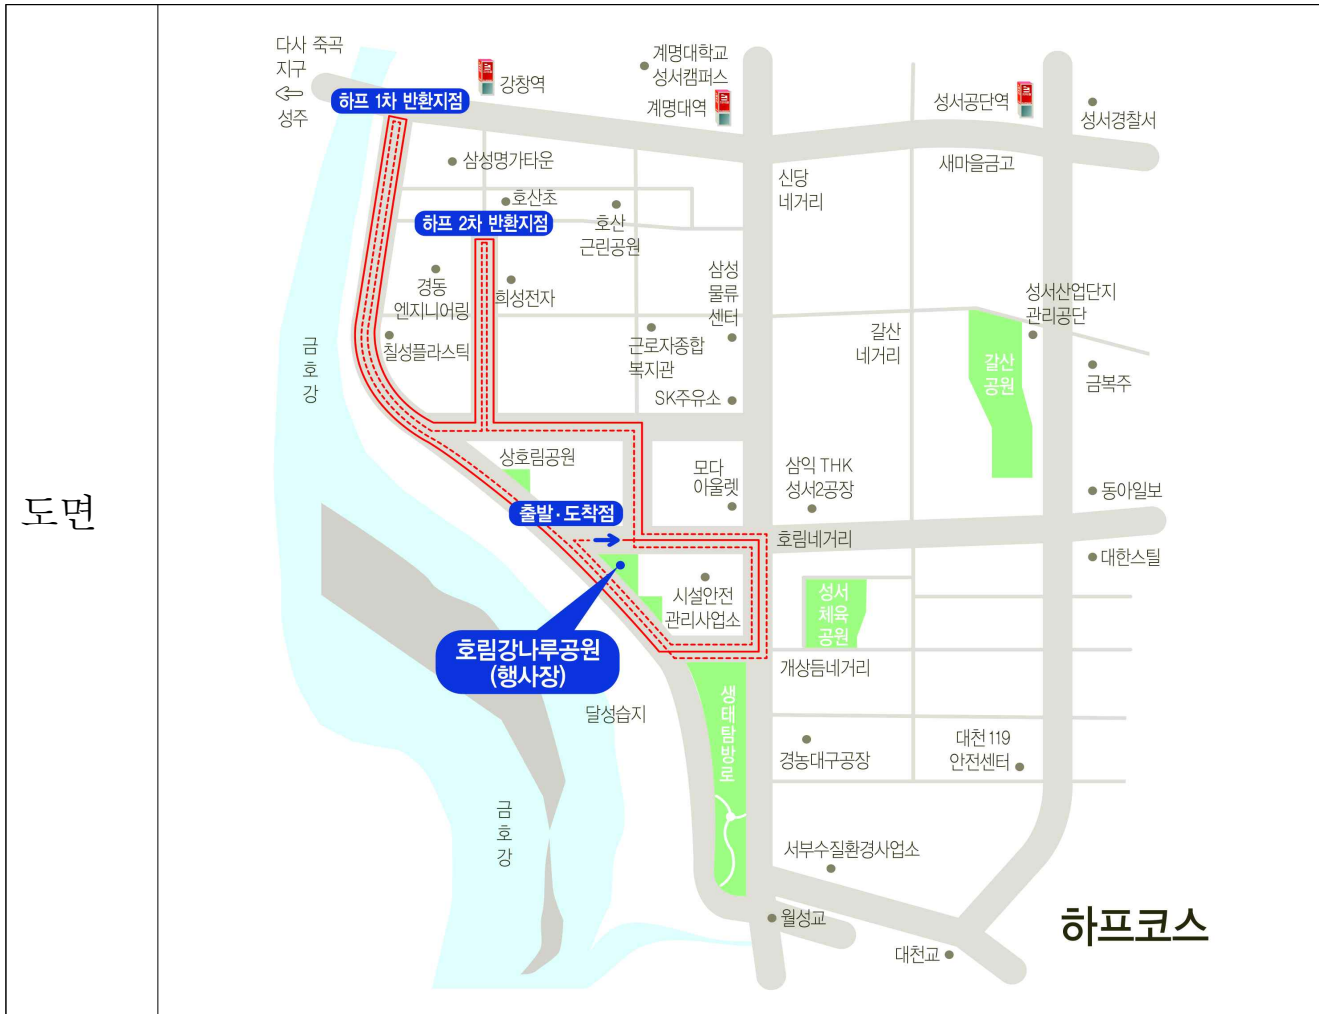 도면
다사 죽곡
지구
성주
하프 1차 반환지점
강창역
계명대학교
성서캠퍼스
계명대역
성서공단역
성서경찰서
새마을금고
삼성명가타운
호산초
하프 2차 반환지점
호산
근린공원
신당
네거리
경동
엔지니어링
희성전자
삼성
물류
센터
성서산업단지
관리공단
금호강
칠성플라스틱
근로자종합
복지관
갈산
네거리
갈산
공원
금복주
SK주유소
상호림공원
모다
아울렛
삼익 THK
성서2공장
동아일보
출발·도착점
호림네거리
대한스틸
시설안전
관리사업소
성서
체육
공원
호림강나루공원
(행사장)
개상듬네거리
달성습지
생태탐방로
경농대구공장
대천 119
안전센터
금호강
서부수질환경사업소
월성교
대천교
하프코스